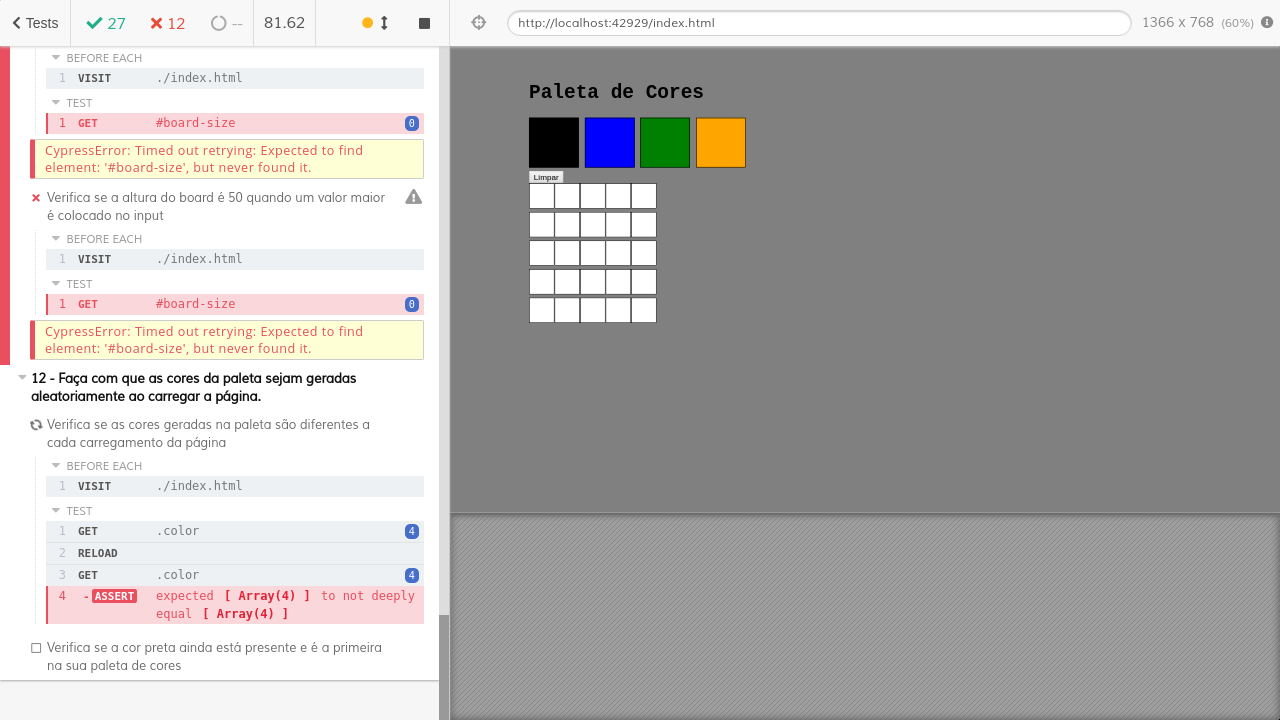 Tests 27 12 -- 81.62 http://localhost:42929/index.html 1366 x 768 (60%)
BEFORE EACH
1 VISIT ./index.html
TEST
1 GET #board-size 0
CypressError: Timed out retrying: Expected to find
element: '#board-size', but never found it.
Verifica se a altura do board é 50 quando um valor maior
é colocado no input
BEFORE EACH
1 VISIT ./index.html
TEST
1 GET #board-size 0
CypressError: Timed out retrying: Expected to find
element: '#board-size', but never found it.
12 - Faça com que as cores da paleta sejam geradas
aleatoriamente ao carregar a página.
Verifica se as cores geradas na paleta são diferentes a
cada carregamento da página
BEFORE EACH
1 VISIT ./index.html
TEST
1 GET .color 4
2 RELOAD
3 GET .color 4
4 -ASSERT expected [ Array(4) ] to not deeply
equal [ Array(4) ]
Verifica se a cor preta ainda está presente e é a primeira
na sua paleta de cores
Paleta de Cores
Limpar